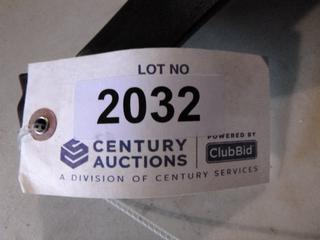 LOT NO
2032
CENTURY AUCTIONS
POWERED BY
ClubBid
A DIVISION OF CENTURY SERVICES